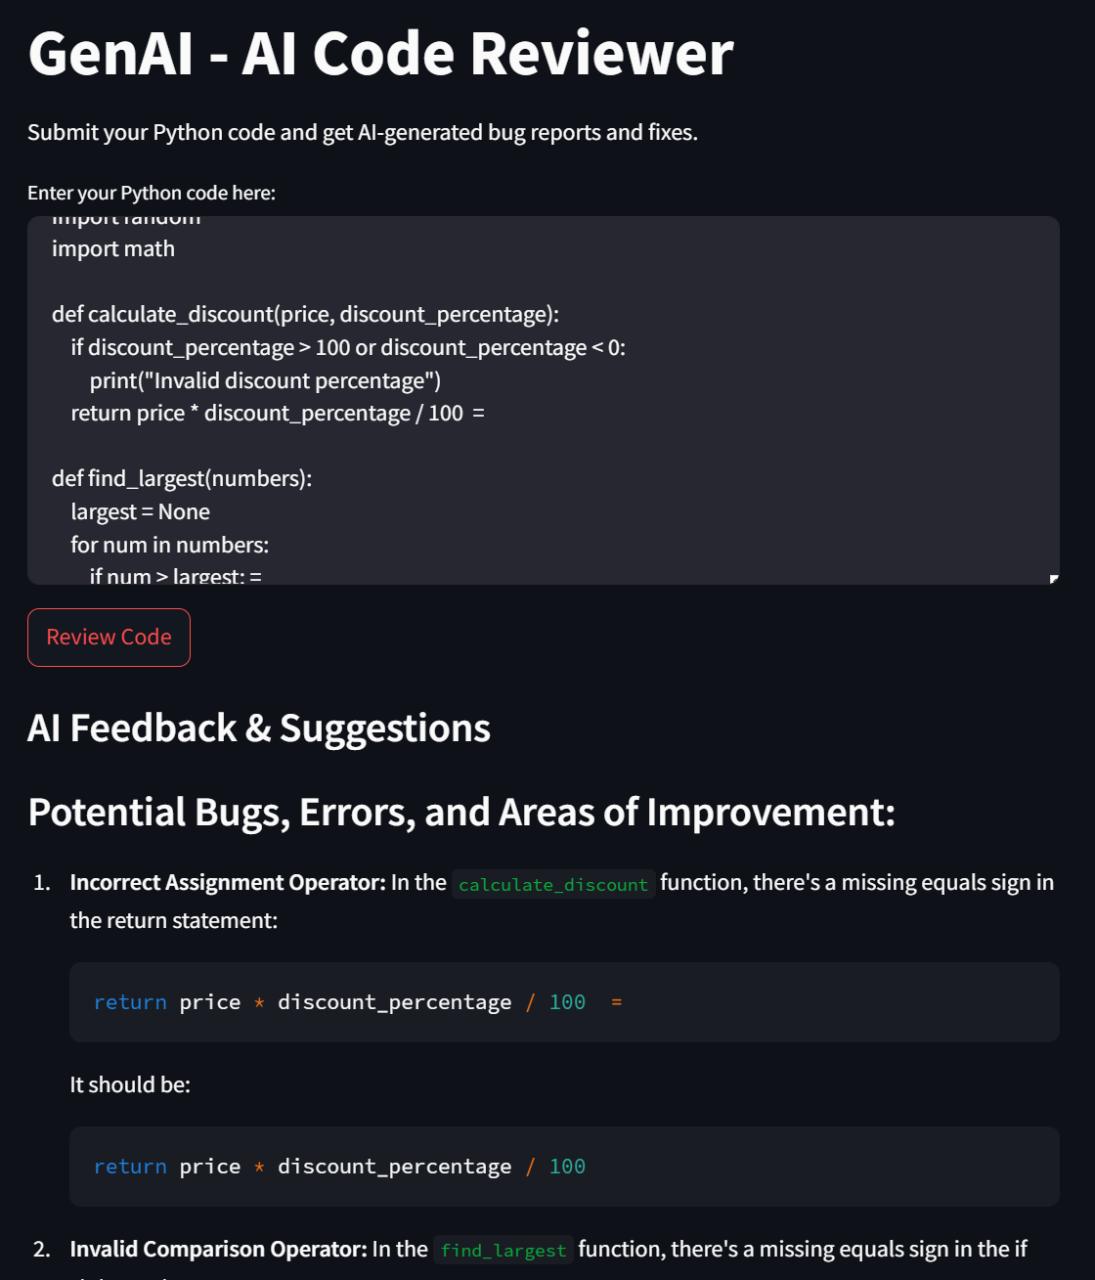 GenAI - AI Code Reviewer
Submit your Python code and get AI-generated bug reports and fixes.
Enter your Python code here:
import random
import math
def calculate_discount(price, discount_percentage):
if discount_percentage > 100 or discount_percentage < 0:
print("Invalid discount percentage")
return price * discount_percentage / 100  =
def find_largest(numbers):
largest = None
for num in numbers:
if num > largest: =
Review Code
AI Feedback & Suggestions
Potential Bugs, Errors, and Areas of Improvement:
1. Incorrect Assignment Operator: In the calculate_discount function, there's a missing equals sign in
the return statement:
return price * discount_percentage / 100  =
It should be:
return price * discount_percentage / 100
2. Invalid Comparison Operator: In the find_largest function, there's a missing equals sign in the if